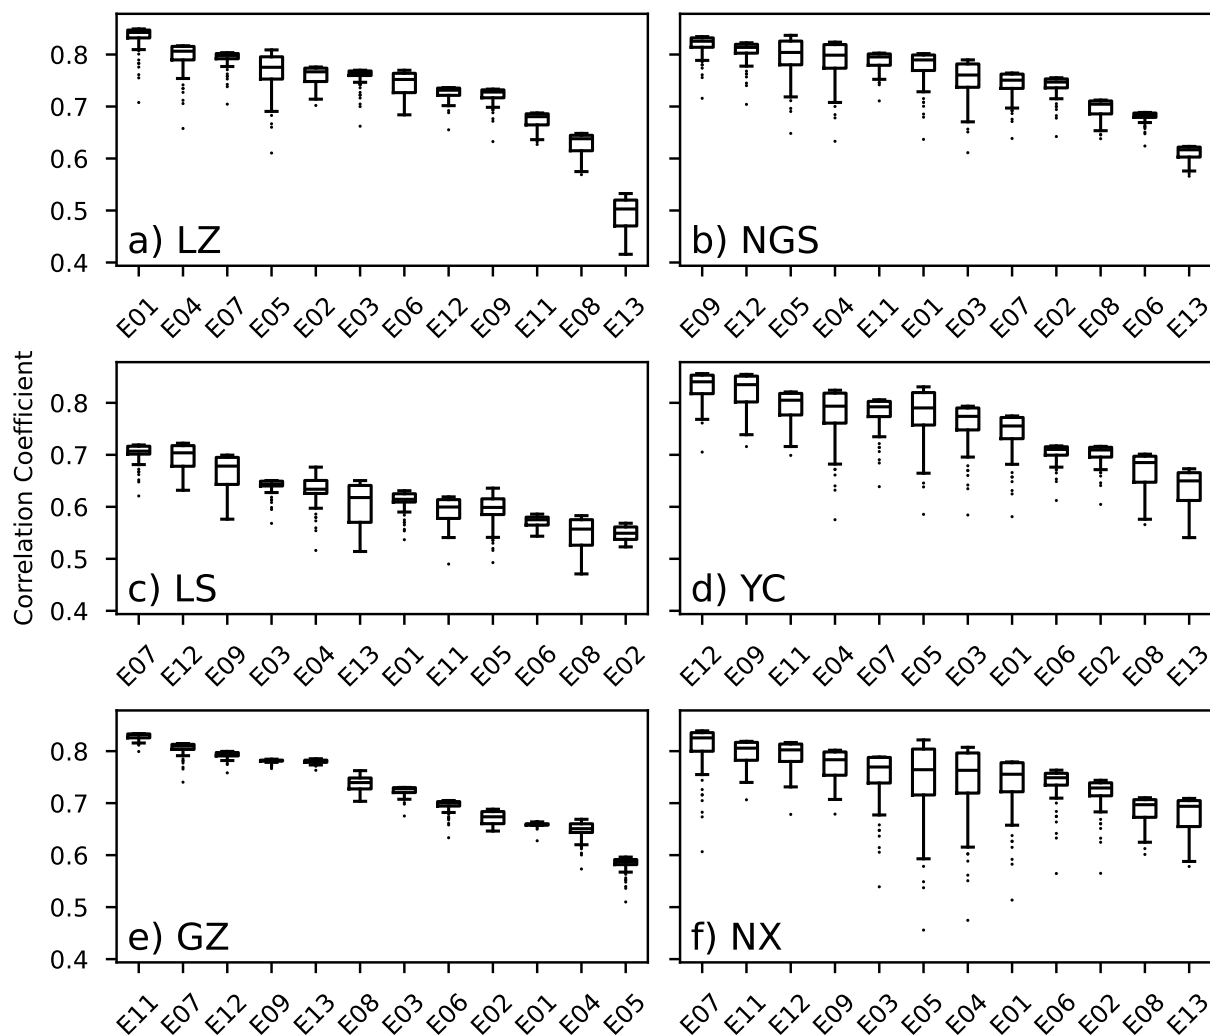 0.8
0.7
0.6
0.5
0.4
a) LZ
b) NGS
E01 E04 E07 E05 E02 E03 E06 E12 E09 E11 E08 E13
E09 E12 E05 E04 E11 E01 E03 E07 E02 E08 E06 E13
Correlation Coefficient
0.8
0.7
0.6
0.5
0.4
c) LS
d) YC
E07 E12 E09 E03 E04 E13 E01 E11 E05 E06 E08 E02
E12 E09 E11 E04 E07 E05 E03 E01 E06 E02 E08 E13
0.8
0.7
0.6
0.5
0.4
e) GZ
f) NX
E11 E07 E12 E09 E13 E08 E03 E06 E02 E01 E04 E05
E07 E11 E12 E09 E03 E05 E04 E01 E06 E02 E08 E13